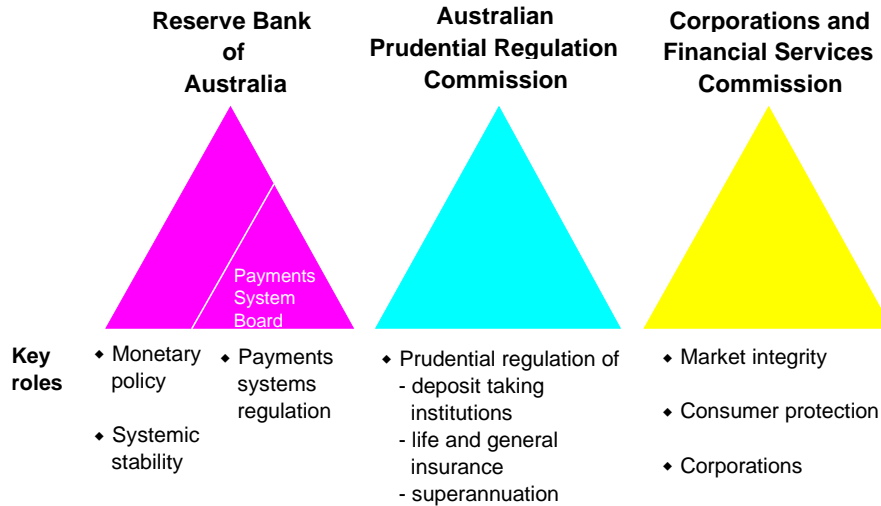 Reserve Bank
of
Australia
Australian
Prudential Regulation
Commission
Corporations and
Financial Services
Commission
Payments
System
Board
Key
roles
◆ Monetary
policy
◆ Systemic
stability
◆ Payments
systems
regulation
◆ Prudential regulation of
- deposit taking
institutions
- life and general
insurance
- superannuation
◆ Market integrity
◆ Consumer protection
◆ Corporations